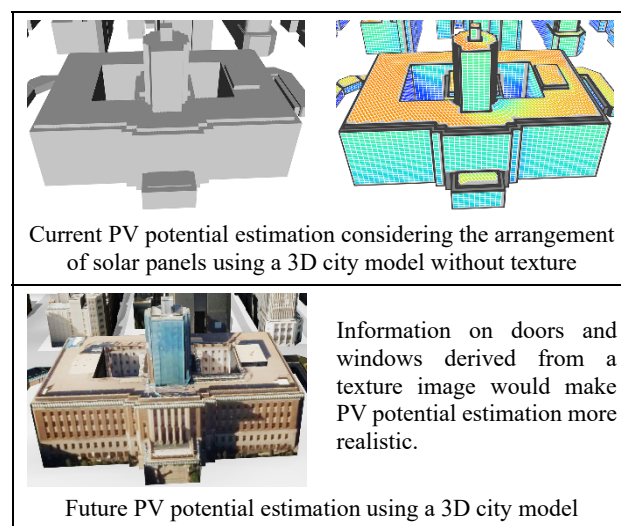 Current PV potential estimation considering the arrangement
of solar panels using a 3D city model without texture
Information on doors and
windows derived from a
texture image would make
PV potential estimation more
realistic.
Future PV potential estimation using a 3D city model